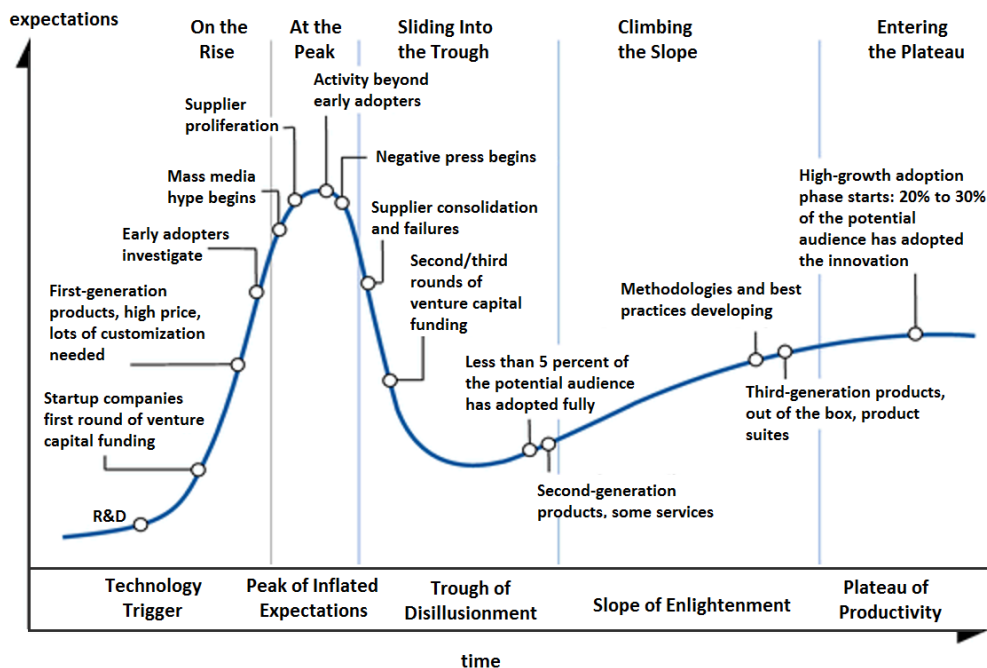 expectations
On the
Rise
At the
Peak
Sliding Into
the Trough
Climbing
the Slope
Entering
the Plateau
Activity beyond
early adopters
Supplier
proliferation
Negative press begins
Mass media
hype begins
High-growth adoption
phase starts: 20% to 30%
of the potential
audience has adopted
the innovation
Supplier consolidation
and failures
Early adopters
investigate
Second/third
rounds of
venture capital
funding
First-generation
products, high price,
lots of customization
needed
Methodologies and best
practices developing
Less than 5 percent of
the potential audience
has adopted fully
Startup companies
first round of venture
capital funding
Third-generation products,
out of the box, product
suites
Second-generation
products, some services
R&D
Technology
Trigger
Peak of Inflated
Expectations
Trough of
Disillusionment
Slope of Enlightenment
Plateau of
Productivity
time